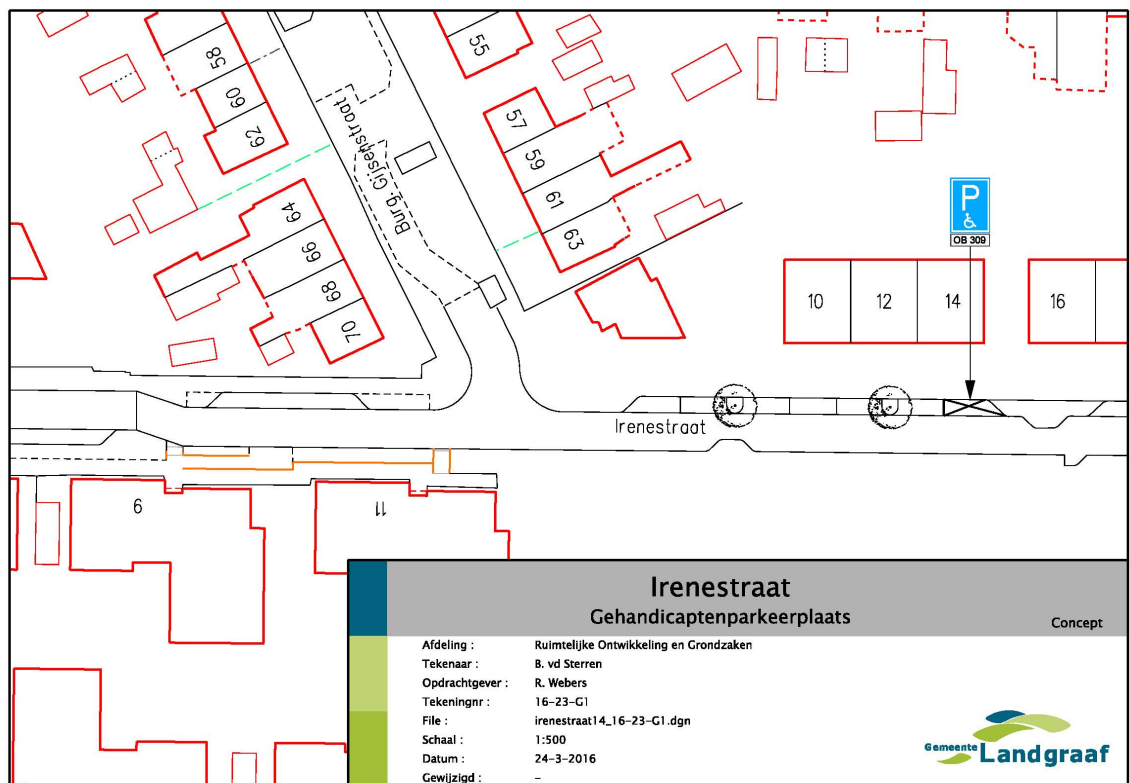 58
60
62
64
66
68
70
Burg. Gijsenstraat
55
57
59
61
63
P
OB 309
10
12
14
16
Irenestraat
9
11
Irenestraat
Gehandicaptenparkeerplaats
Concept
Afdeling : Ruimtelijke Ontwikkeling en Grondzaken
Tekenaar : B. vd Sterren
Opdrachtgever : R. Webers
Tekeningnr : 16-23-G1
File : irenestraat14_16-23-G1.dgn
Schaal : 1:500
Datum : 24-3-2016
Gewijzigd : -
Gemeente Landgraaf